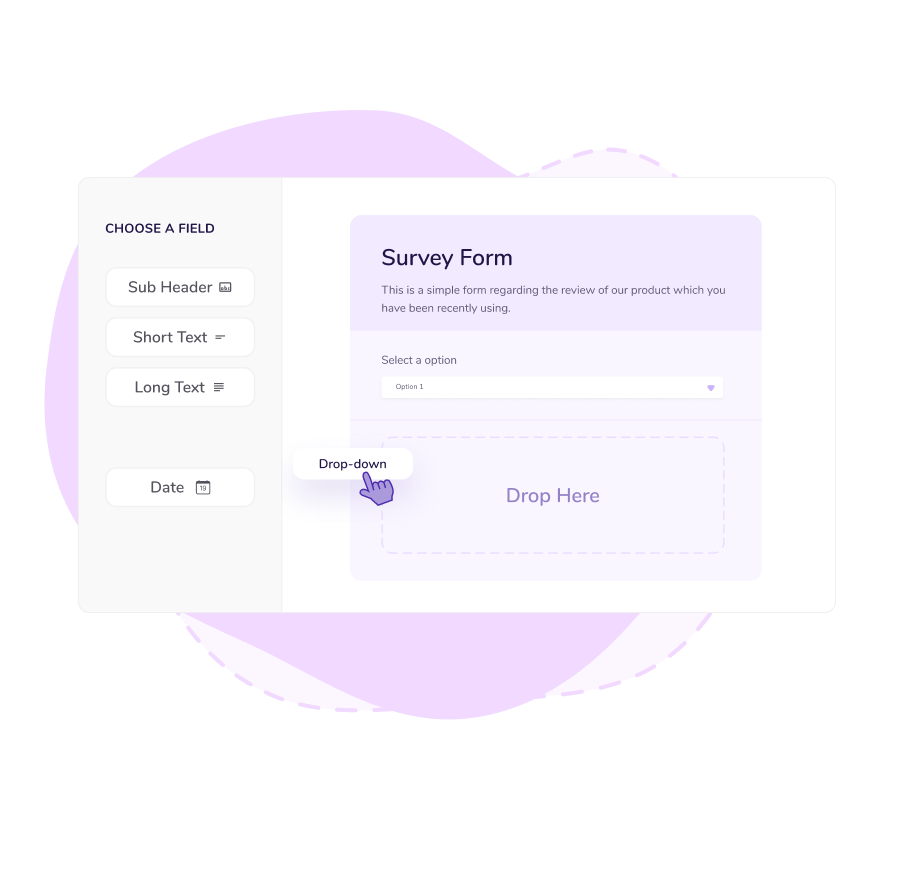 CHOOSE A FIELD
Sub Header
Short Text
Long Text
Date
19
Survey Form
This is a simple form regarding the review of our product which you
have been recently using.
Select a option
Option 1
Drop-down
Drop Here